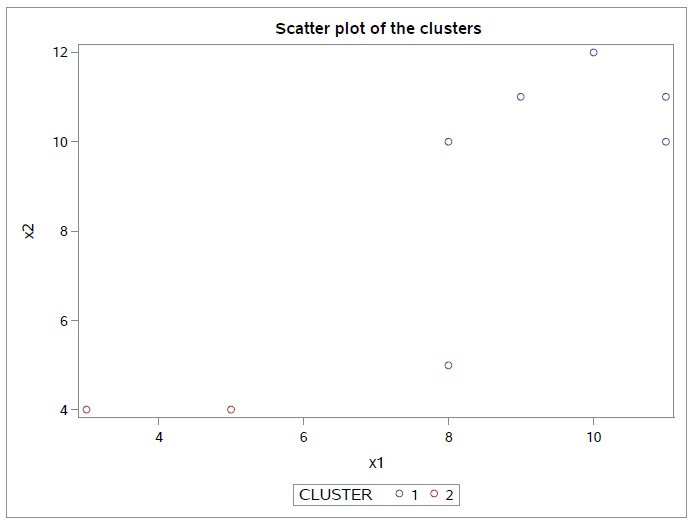 Scatter plot of the clusters
12
10
8
6
4
x2
4 6 8 10
x1
CLUSTER 1 2